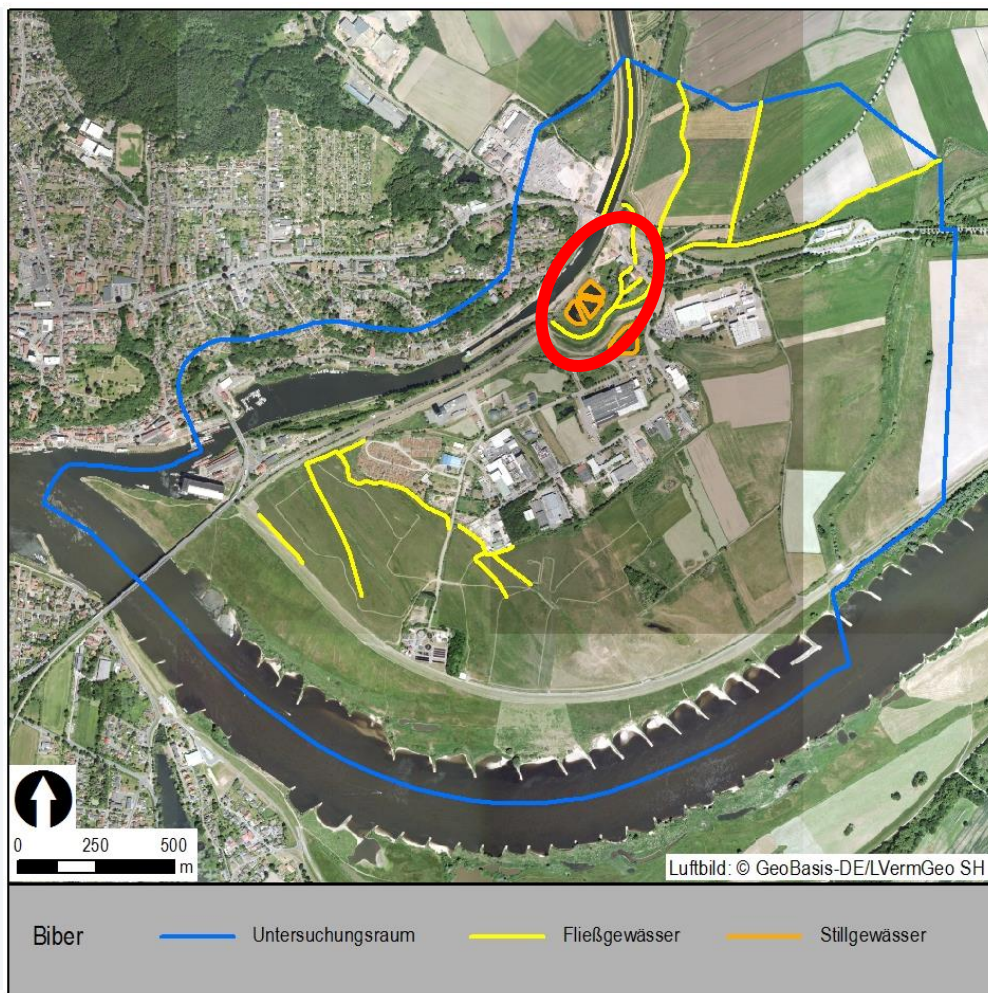 0 250 500
m
Luftbild: © GeoBasis-DE/LVermGeo SH
Biber Untersuchungsraum Fließgewässer Stillgewässer